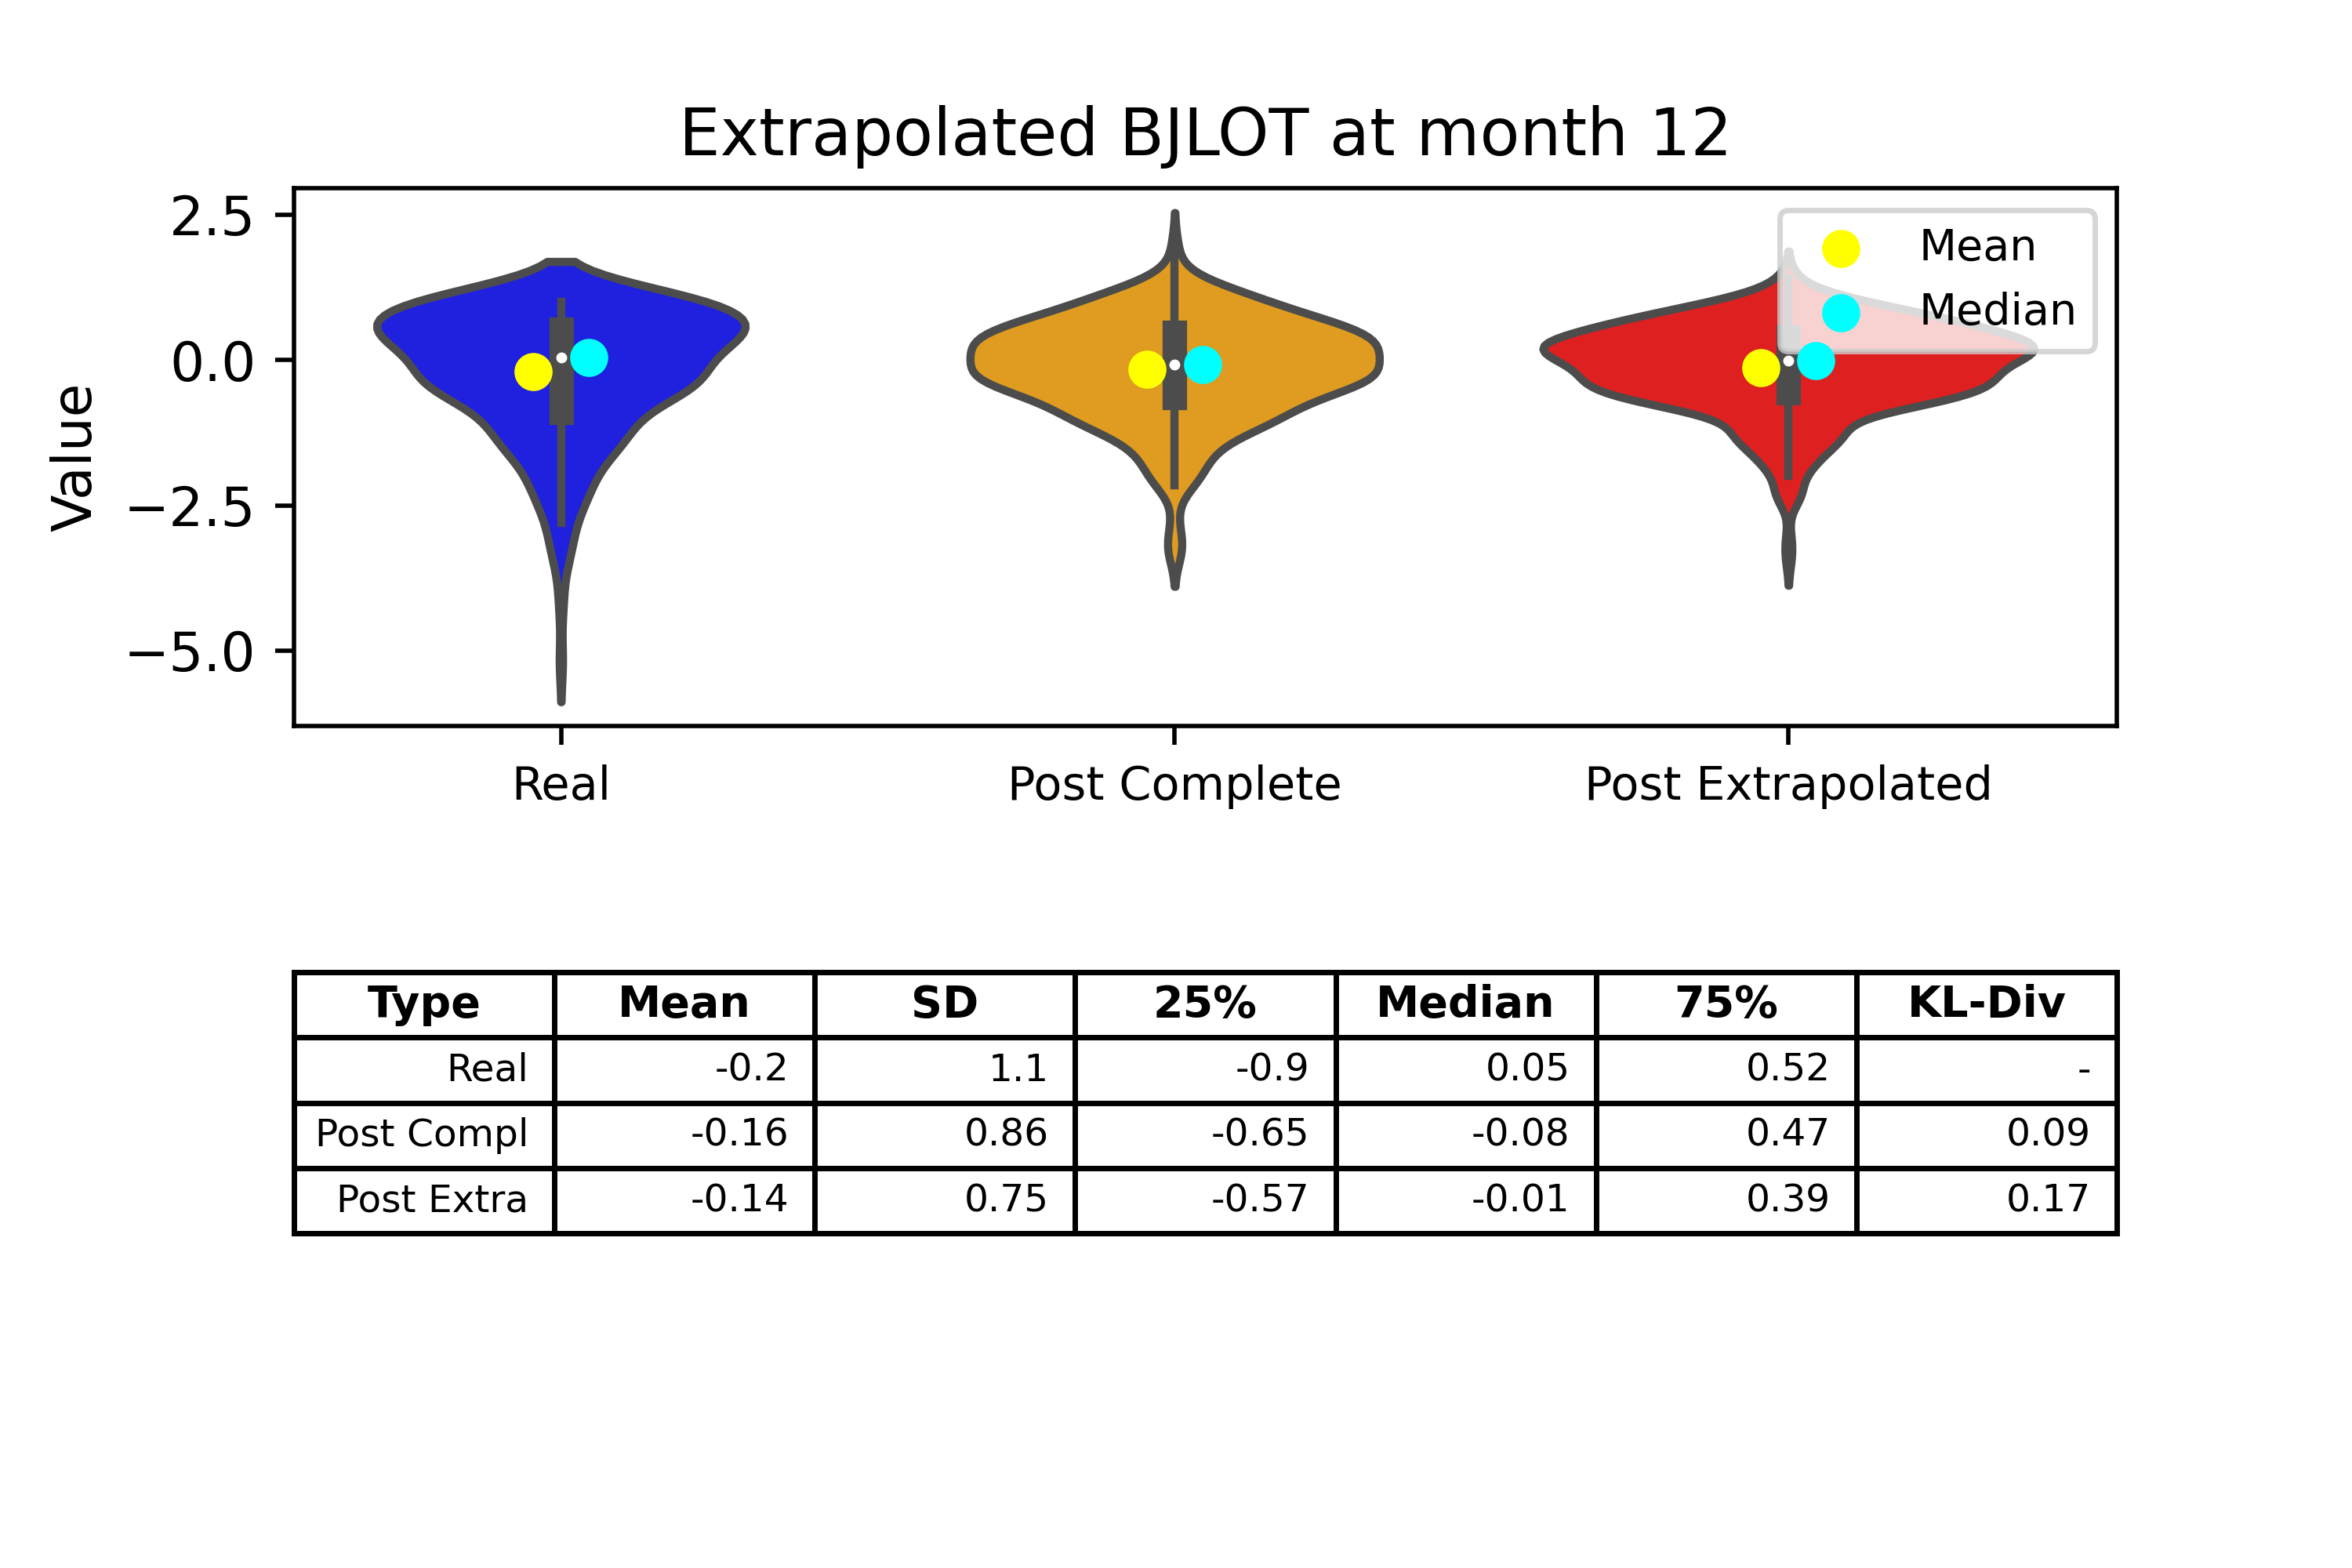 Extrapolated BJLOT at month 12
2.5
0.0
−2.5
−5.0
Value
Mean
Median
Real Post Complete Post Extrapolated
Type Mean SD 25% Median 75% KL-Div
Real -0.2 1.1 -0.9 0.05 0.52 -
Post Compl -0.16 0.86 -0.65 -0.08 0.47 0.09
Post Extra -0.14 0.75 -0.57 -0.01 0.39 0.17